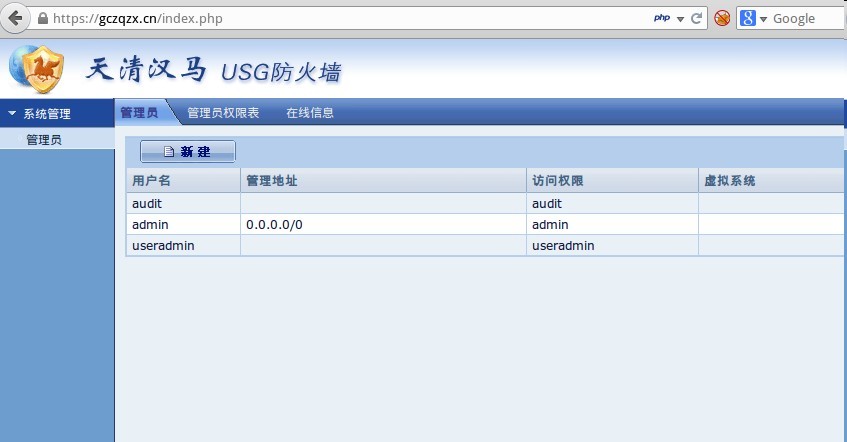 https://gczqzx.cn/index.php php Google
天清汉马 USG防火墙
系统管理 管理员 管理员权限表 在线信息
管理员
新建
用户名 管理地址 访问权限 虚拟系统
audit audit
admin 0.0.0.0/0 admin
useradmin useradmin